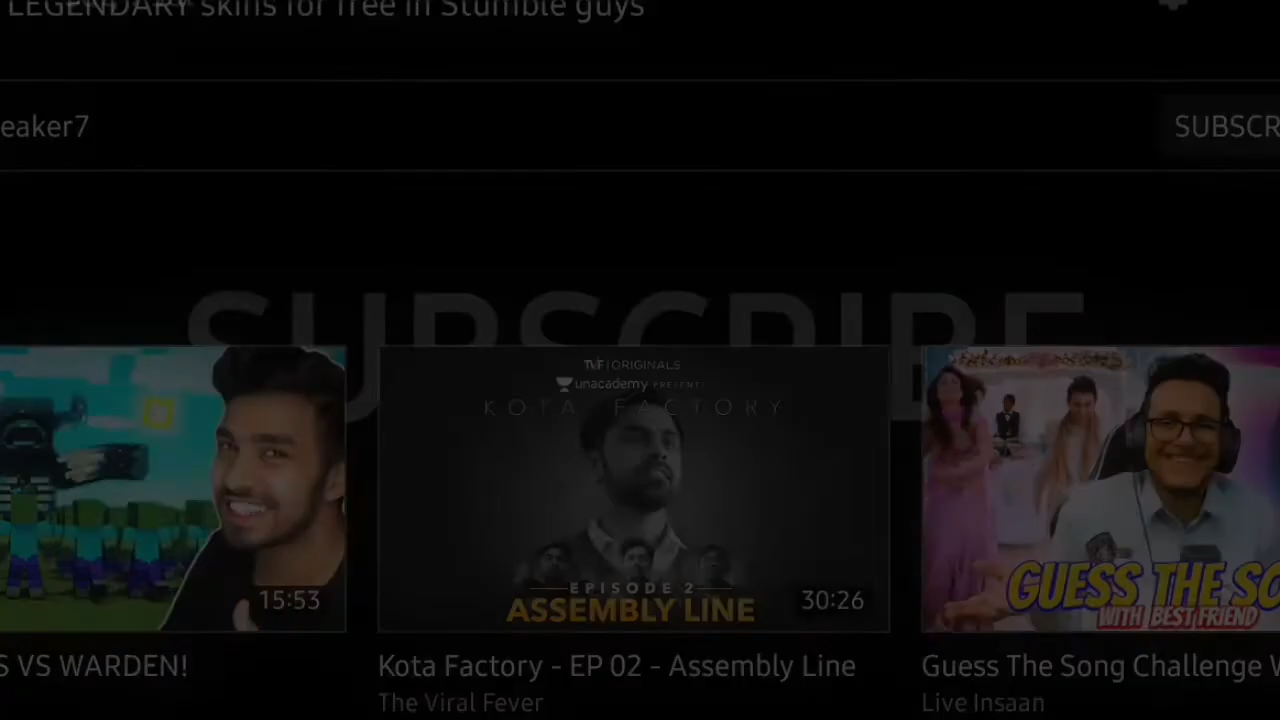 LEGENDARY skills for free in Stumble guys
eaker7
SUBSCR
SUBSCRIBE
TVF|ORIGINALS
unacademy PRESENTS
KOTA FACTORY
EPISODE 2
ASSEMBLY LINE
GUESS THE SO
WITH BEST FRIEND
15:53
30:26
S VS WARDEN!
Kota Factory - EP 02 - Assembly Line
Guess The Song Challenge W
The Viral Fever
Live Insaan